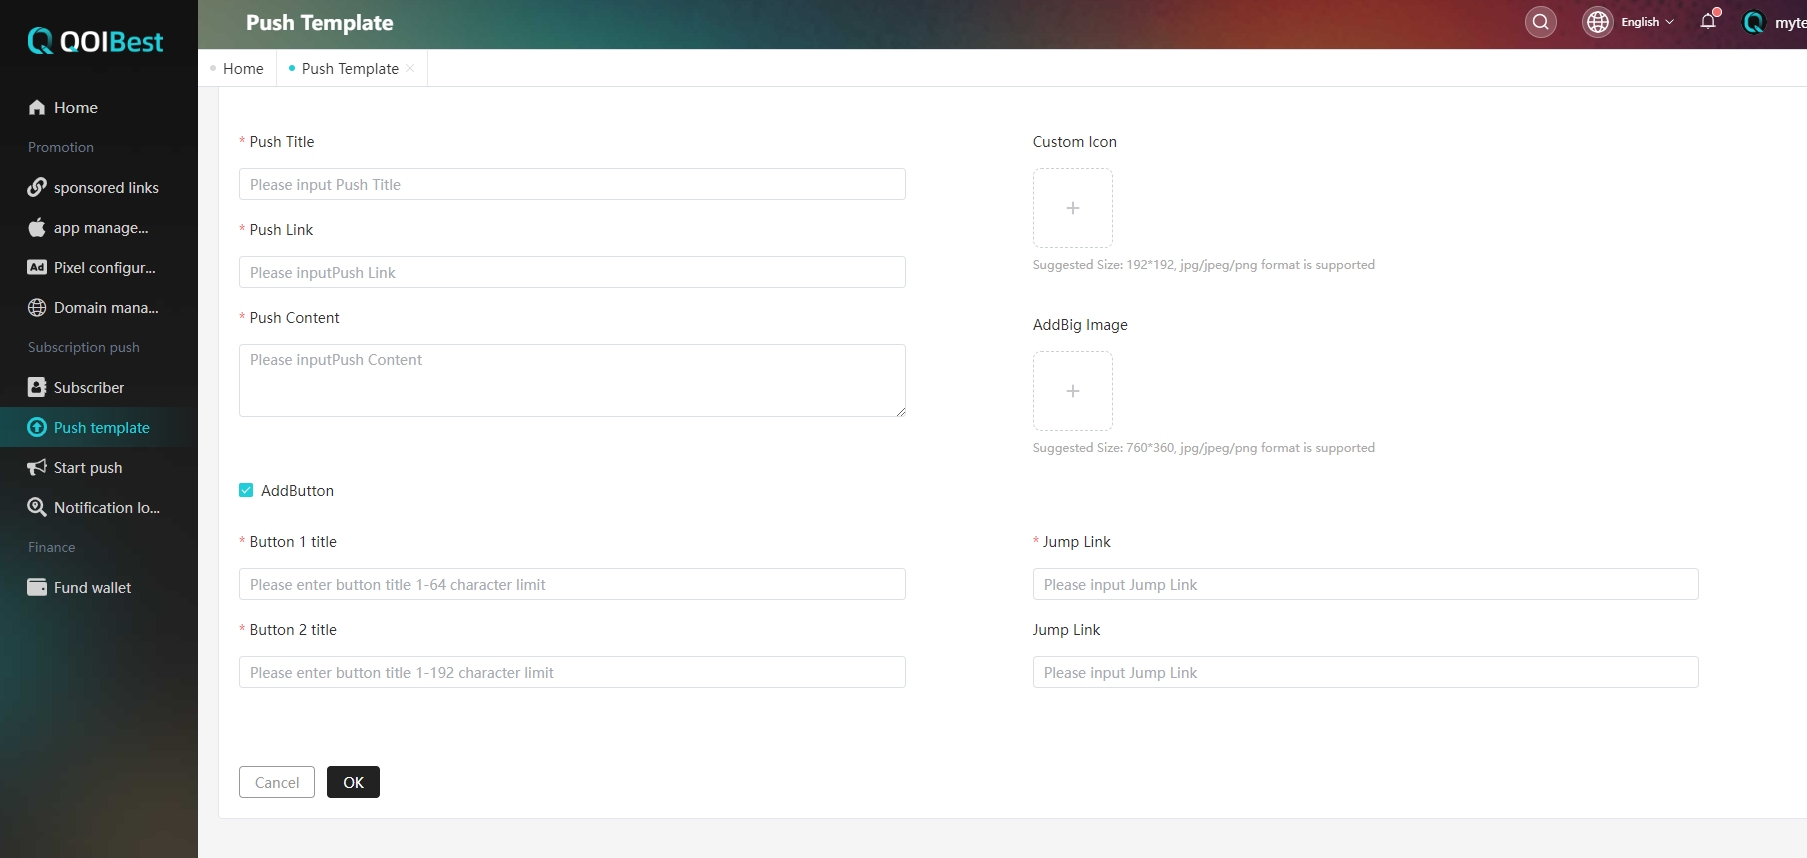 QOIBest
Push Template
English
myte
Home
Push Template
Home
Promotion
sponsored links
app manage...
Ad
Pixel configur...
Domain mana...
Subscription push
Subscriber
Push template
Start push
Notification lo...
Finance
Fund wallet
* Push Title
Please input Push Title
* Push Link
Please inputPush Link
* Push Content
Please inputPush Content
Custom Icon
Suggested Size: 192*192, jpg/jpeg/png format is supported
AddBig Image
Suggested Size: 760*360, jpg/jpeg/png format is supported
AddButton
* Button 1 title
Please enter button title 1-64 character limit
* Jump Link
Please input Jump Link
* Button 2 title
Please enter button title 1-192 character limit
Jump Link
Please input Jump Link
Cancel
OK